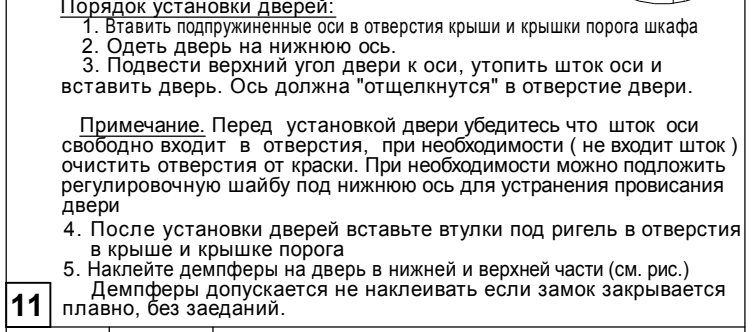 Порядок установки дверей:
1. Втавить подпружиненные оси в отверстия крыши и крышки порога шкафа
2. Одеть дверь на нижнюю ось.
3. Подвести верхний угол двери к оси, утопить шток оси и
вставить дверь. Ось должна "отщелкнутся" в отверстие двери.
Примечание. Перед установкой двери убедитесь что шток оси
свободно входит в отверстия, при необходимости ( не входит шток )
очистить отверстия от краски. При необходимости можно подложить
регулировочную шайбу под нижнюю ось для устранения провисания
двери
4. После установки дверей вставьте втулки под ригель в отверстия
в крыше и крышке порога
5. Наклейте демпферы на дверь в нижней и верхней части (см. рис.)
Демпферы допускается не наклеивать если замок закрывается
плавно, без заеданий.
11